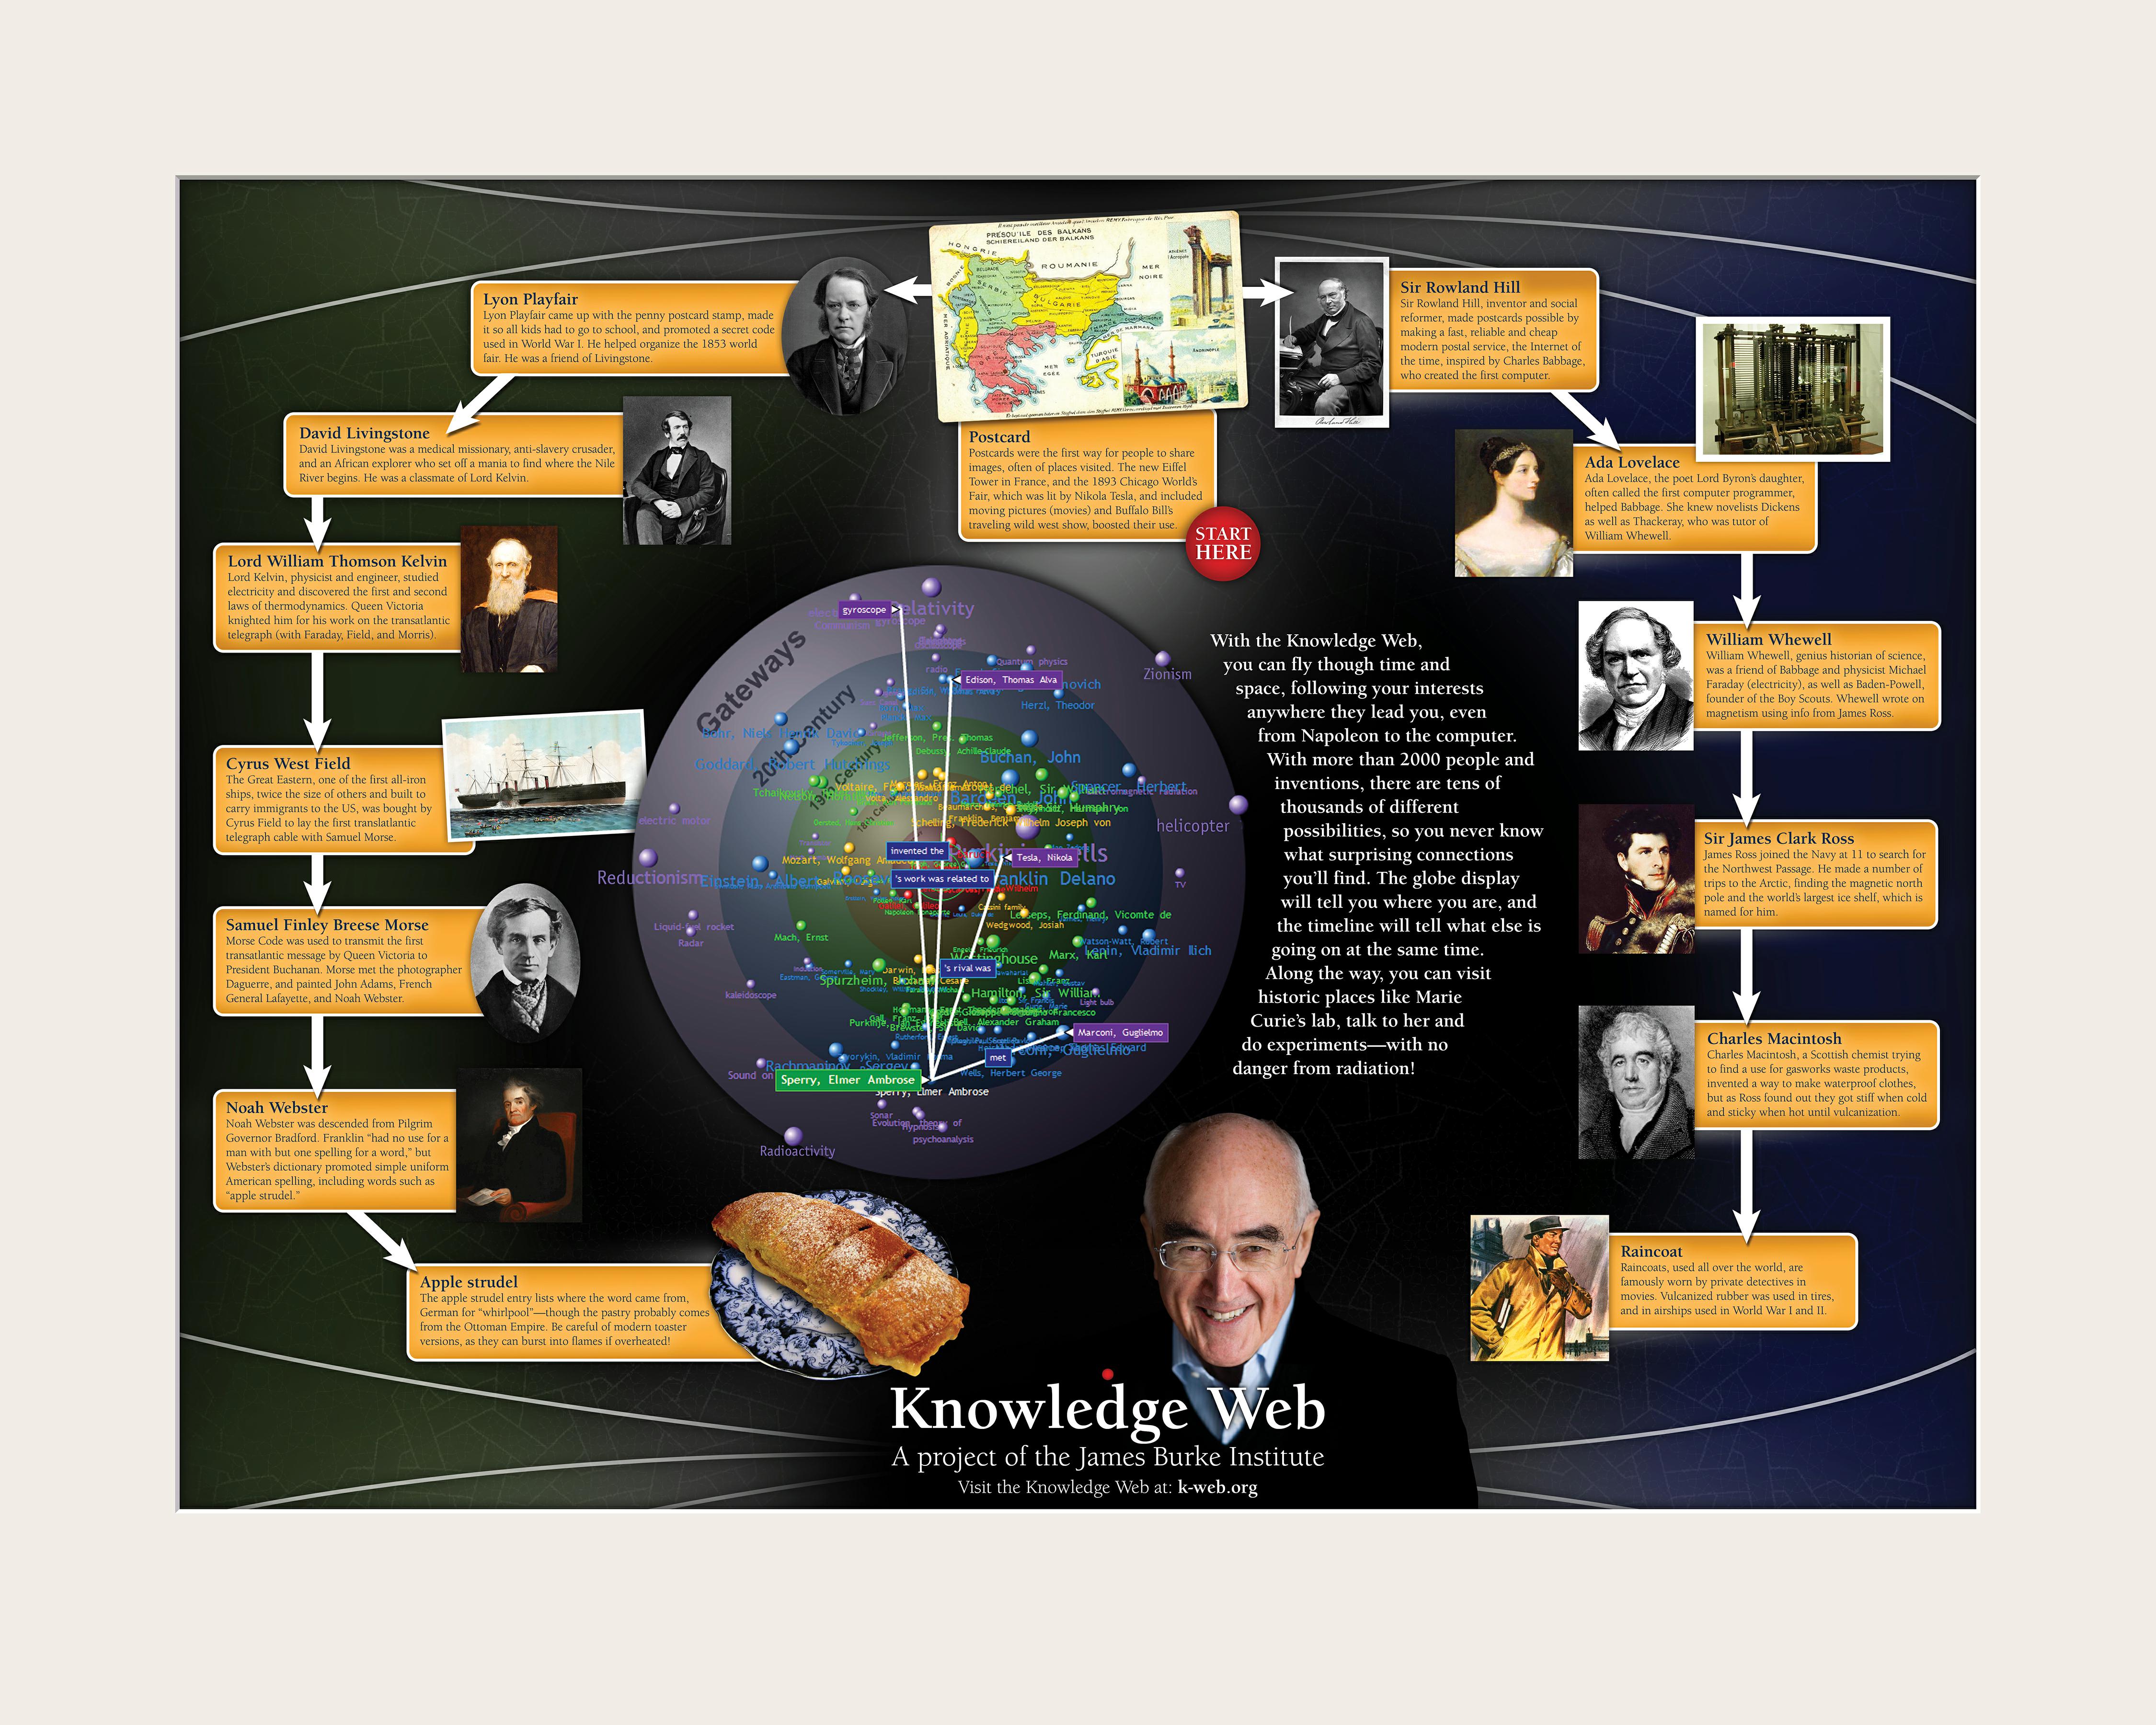 PRESQU'ILE DES BALKANS
SCHIEREILAND DER BALKANS
HONGRIE
ROUMANIE
MER
NOIRE
SERBIE
BULGARIE
MER
EGEE
TURQUIE
D'ASIE
ANDRINOPLE
Lyon Playfair
Lyon Playfair came up with the penny postcard stamp, made
it so all kids had to go to school, and promoted a secret code
used in World War I. He helped organize the 1853 world
fair. He was a friend of Livingstone.
David Livingstone
David Livingstone was a medical missionary, anti-slavery crusader,
and an African explorer who set off a mania to find where the Nile
River begins. He was a classmate of Lord Kelvin.
Lord William Thomson Kelvin
Lord Kelvin, physicist and engineer, studied
electricity and discovered the first and second
laws of thermodynamics. Queen Victoria
knighted him for his work on the transatlantic
telegraph (with Faraday, Field, and Morris).
Cyrus West Field
The Great Eastern, one of the first all-iron
ships, twice the size of others and built to
carry immigrants to the US, was bought by
Cyrus Field to lay the first translatlantic
telegraph cable with Samuel Morse.
Samuel Finley Breese Morse
Morse Code was used to transmit the first
transatlantic message by Queen Victoria to
President Buchanan. Morse met the photographer
Daguerre, and painted John Adams, French
General Lafayette, and Noah Webster.
Noah Webster
Noah Webster was descended from Pilgrim
Governor Bradford. Franklin “had no use for a
man with but one spelling for a word,” but
Webster’s dictionary promoted simple uniform
American spelling, including words such as
“apple strudel.”
Apple strudel
The apple strudel entry lists where the word came from,
German for “whirlpool”—though the pastry probably comes
from the Ottoman Empire. Be careful of modern toaster
versions, as they can burst into flames if overheated!
Postcard
Postcards were the first way for people to share
images, often of places visited. The new Eiffel
Tower in France, and the 1893 Chicago World’s
Fair, which was lit by Nikola Tesla, and included
moving pictures (movies) and Buffalo Bill’s
traveling wild west show, boosted their use.
START
HERE
Sir Rowland Hill
Sir Rowland Hill, inventor and social
reformer, made postcards possible by
making a fast, reliable and cheap
modern postal service, the Internet of
the time, inspired by Charles Babbage,
who created the first computer.
Rowland Hill
Ada Lovelace
Ada Lovelace, the poet Lord Byron’s daughter,
often called the first computer programmer,
helped Babbage. She knew novelists Dickens
as well as Thackeray, who was tutor of
William Whewell.
William Whewell
William Whewell, genius historian of science,
was a friend of Babbage and physicist Michael
Faraday (electricity), as well as Baden-Powell,
founder of the Boy Scouts. Whewell wrote on
magnetism using info from James Ross.
Sir James Clark Ross
James Ross joined the Navy at 11 to search for
the Northwest Passage. He made a number of
trips to the Arctic, finding the magnetic north
pole and the world’s largest ice shelf, which is
named for him.
Charles Macintosh
Charles Macintosh, a Scottish chemist trying
to find a use for gasworks waste products,
invented a way to make waterproof clothes,
but as Ross found out they got stiff when cold
and sticky when hot until vulcanization.
Raincoat
Raincoats, used all over the world, are
famously worn by private detectives in
movies. Vulcanized rubber was used in tires,
and in airships used in World War I and II.
Gateways
20th Century
gyroscope
Relativity
radio
Quantum physics
Zionism
Edison, Thomas Alva
Herzl, Theodor
Bohr, Niels Henrik David
Buchan, John
Goddard, Robert Hutchings
Spencer, Herbert
electric motor
helicopter
Schelling, Frederick Wilhelm Joseph von
invented the
Tesla, Nikola
Reductionism
's work was related to
Franklin Delano
TV
Lesseps, Ferdinand, Vicomte de
Wedgwood, Josiah
Liquid-fuel rocket
Radar
Mach, Ernst
Lenin, Vladimir Ilich
Marx, Karl
Westinghouse
's rival was
kaleidoscope
Hamilton, Sir William
Light bulb
Marconi, Guglielmo
met
Wells, Herbert George
Sperry, Elmer Ambrose
Sperry, Elmer Ambrose
Sonar
Hypnosis
psychoanalysis
Radioactivity
With the Knowledge Web,
you can fly though time and
space, following your interests
anywhere they lead you, even
from Napoleon to the computer.
With more than 2000 people and
inventions, there are tens of
thousands of different
possibilities, so you never know
what surprising connections
you’ll find. The globe display
will tell you where you are, and
the timeline will tell what else is
going on at the same time.
Along the way, you can visit
historic places like Marie
Curie’s lab, talk to her and
do experiments—with no
danger from radiation!
Knowledge Web
A project of the James Burke Institute
Visit the Knowledge Web at: k-web.org